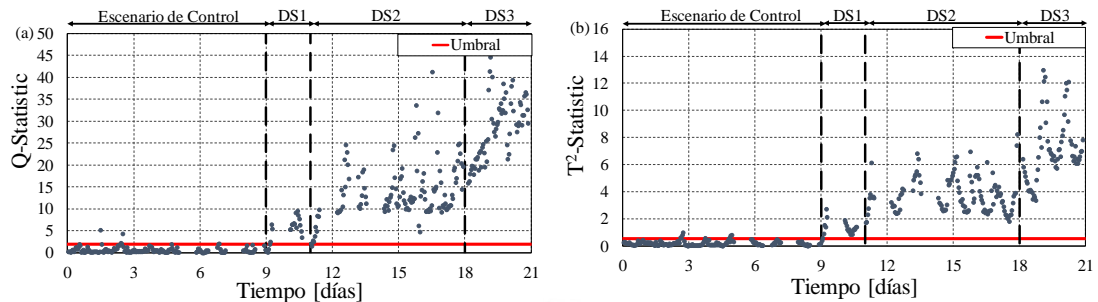 Escenario de Control DS1 DS2 DS3
(a)
Umbral
Q-Statistic
50
45
40
35
30
25
20
15
10
5
0
0 3 6 9 12 15 18 21
Tiempo [días]
Escenario de Control DS1 DS2 DS3
(b)
Umbral
T²-Statistic
16
14
12
10
8
6
4
2
0
0 3 6 9 12 15 18 21
Tiempo [días]